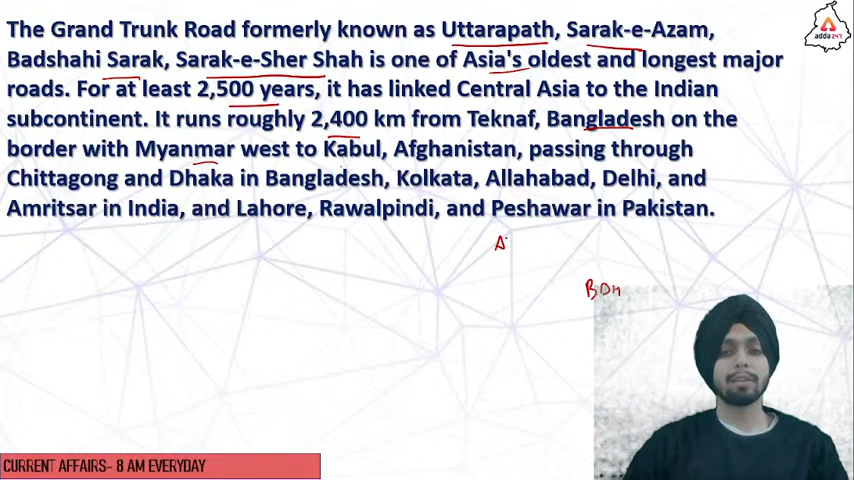 The Grand Trunk Road formerly known as Uttarapath, Sarak-e-Azam,
Badshahi Sarak, Sarak-e-Sher Shah is one of Asia's oldest and longest major
roads. For at least 2,500 years, it has linked Central Asia to the Indian
subcontinent. It runs roughly 2,400 km from Teknaf, Bangladesh on the
border with Myanmar west to Kabul, Afghanistan, passing through
Chittagong and Dhaka in Bangladesh, Kolkata, Allahabad, Delhi, and
Amritsar in India, and Lahore, Rawalpindi, and Peshawar in Pakistan.
adda247
A
CURRENT AFFAIRS- 8 AM EVERYDAY